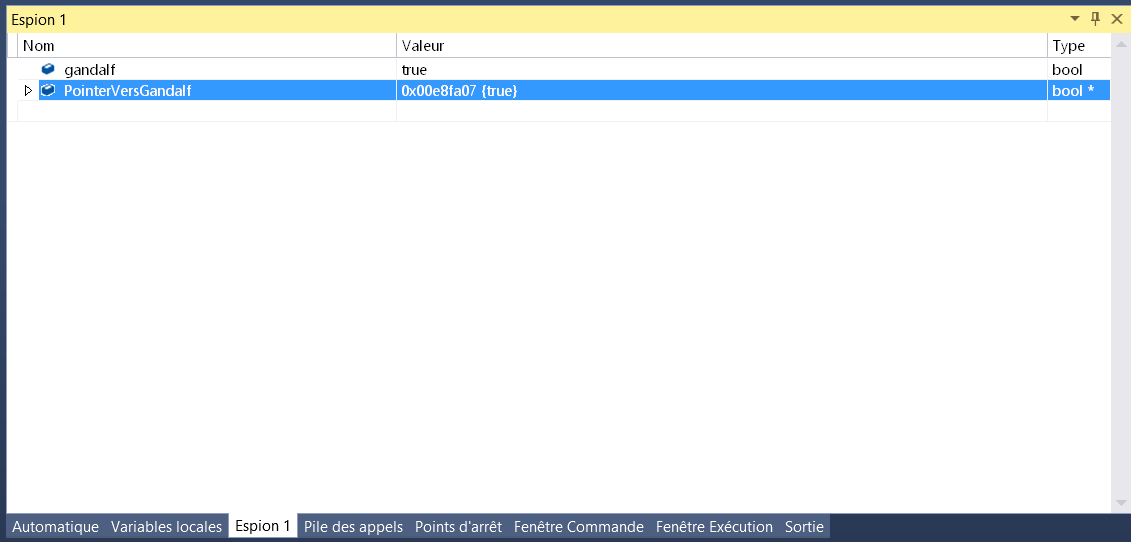 Espion 1
Nom Valeur Type
gandalf true bool
PointerVersGandalf 0x00e8fa07 {true} bool *
Automatique Variables locales Espion 1 Pile des appels Points d'arrêt Fenêtre Commande Fenêtre Exécution Sortie